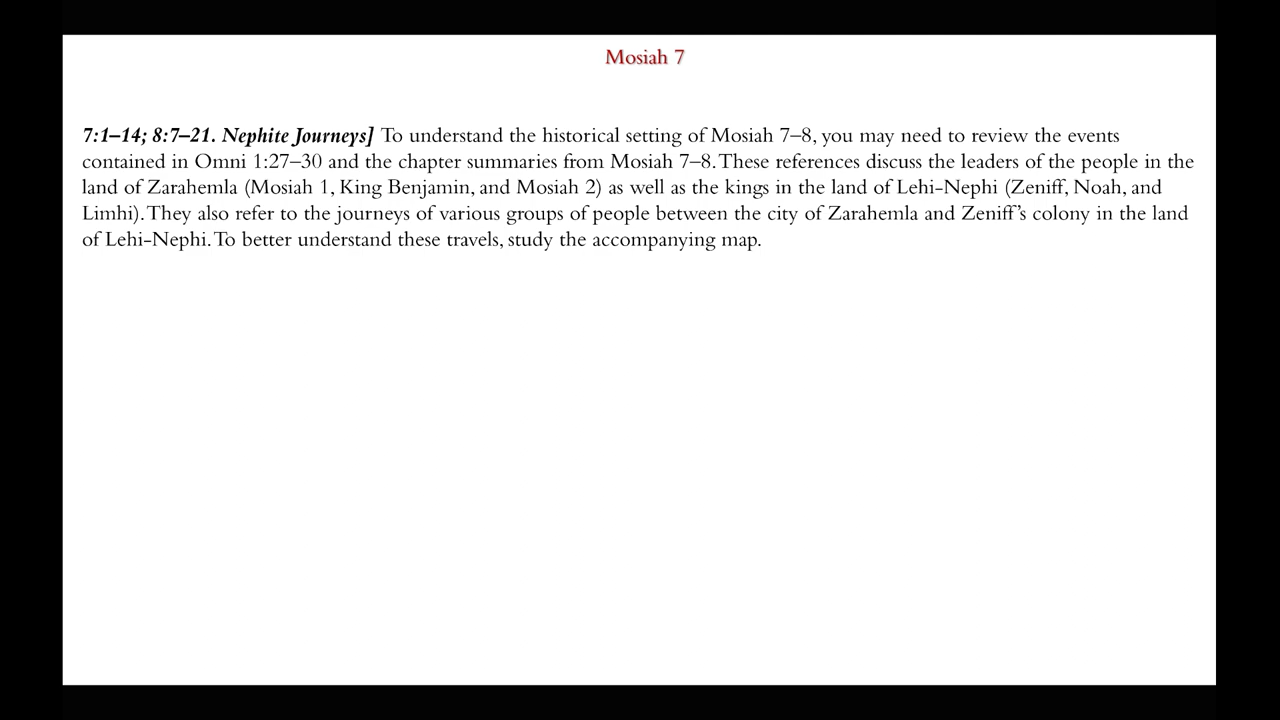 Mosiah 7
7:1–14; 8:7–21. Nephite Journeys] To understand the historical setting of Mosiah 7–8, you may need to review the events
contained in Omni 1:27–30 and the chapter summaries from Mosiah 7–8. These references discuss the leaders of the people in the
land of Zarahemla (Mosiah 1, King Benjamin, and Mosiah 2) as well as the kings in the land of Lehi-Nephi (Zeniff, Noah, and
Limhi). They also refer to the journeys of various groups of people between the city of Zarahemla and Zeniff’s colony in the land
of Lehi-Nephi. To better understand these travels, study the accompanying map.